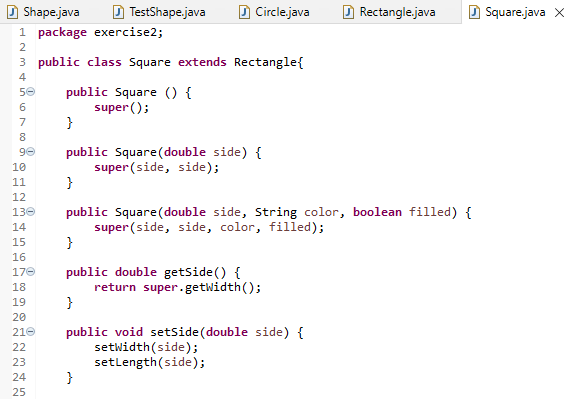 Shape.java TestShape.java Circle.java Rectangle.java Square.java
1 package exercise2;
2
3 public class Square extends Rectangle{
4
5 public Square () {
6 super();
7 }
8
9 public Square(double side) {
10 super(side, side);
11 }
12
13 public Square(double side, String color, boolean filled) {
14 super(side, side, color, filled);
15 }
16
17 public double getSide() {
18 return super.getWidth();
19 }
20
21 public void setSide(double side) {
22 setWidth(side);
23 setLength(side);
24 }
25